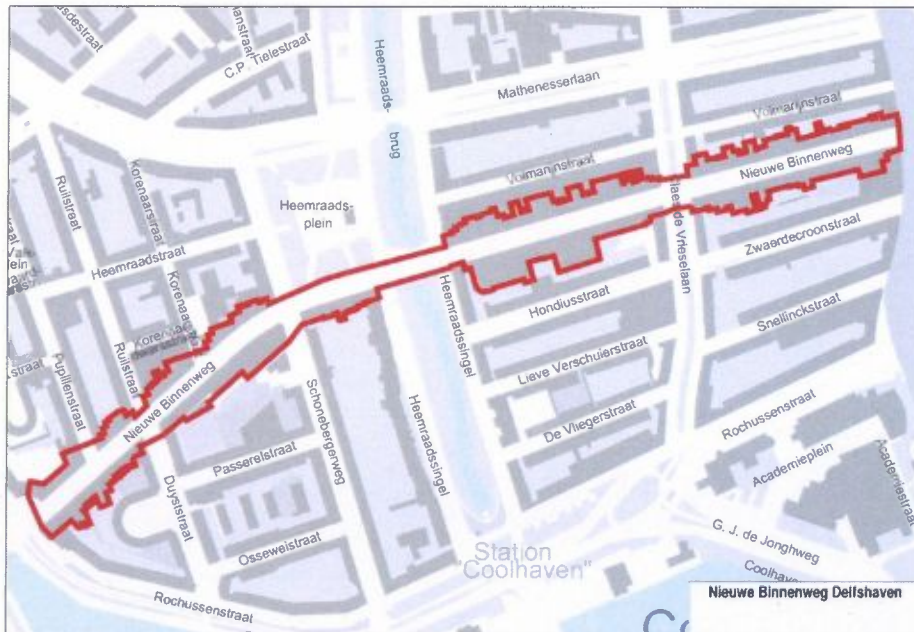 C.P. Tielestraat
Heemraads-
brug
Mathenesserlaan
Volmarijnstraat
Volmarijnstraat
Nieuwe Binnenweg
Ruilstraat
Korenaarstraat
Heemraads-
plein
Heemraadstraat
Zwaerdecroonstraat
Hondiusstraat
Heemraadssingel
Snellinckstraat
Lieve Verschuierstraat
Pupillenstraat
Ruilstraat
Nieuwe Binnenweg
Schonebergerweg
Heemraadssingel
De Vliegerstraat
Rochussenstraat
Passerelstraat
Duyststraat
Academieplein
Academiestraat
Osseweistraat
Station
"Coolhaven"
G. J. de Jonghweg
Rochussenstraat
Nieuwe Binnenweg Delfshaven